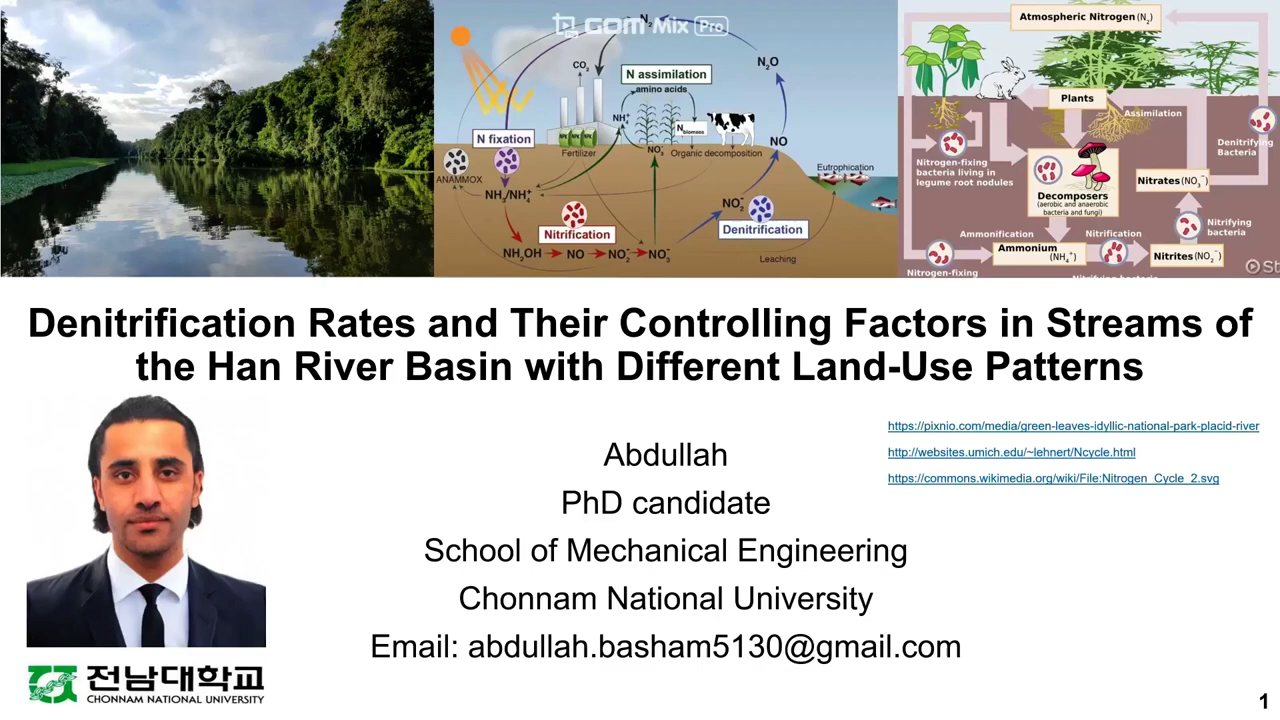 GOM Mix Pro
N₂
CO₂
N₂O
N assimilation
amino acids
NH₄⁺
N biomass
NO
N fixation
Fertilizer
NO₃⁻
Organic decomposition
Eutrophication
ANAMMOX
NH₃/NH₄⁺
NO₂⁻
Nitrification
Denitrification
NH₂OH
NO
NO₂⁻
NO₃⁻
Leaching
Atmospheric Nitrogen (N₂)
Plants
Assimilation
Denitrifying
Bacteria
Nitrogen-fixing
bacteria living in
legume root nodules
Nitrates (NO₃⁻)
Decomposers
(aerobic and anaerobic
bacteria and fungi)
Nitrifying
bacteria
Ammonification
Nitrification
Ammonium
(NH₄⁺)
Nitrites (NO₂⁻)
Nitrogen-fixing
Denitrification Rates and Their Controlling Factors in Streams of
the Han River Basin with Different Land-Use Patterns
https://pixnio.com/media/green-leaves-idyllic-national-park-placid-river
http://websites.umich.edu/~lehnert/Ncycle.html
https://commons.wikimedia.org/wiki/File:Nitrogen_Cycle_2.svg
Abdullah
PhD candidate
School of Mechanical Engineering
Chonnam National University
Email: abdullah.basham5130@gmail.com
전남대학교
CHONNAM NATIONAL UNIVERSITY
1